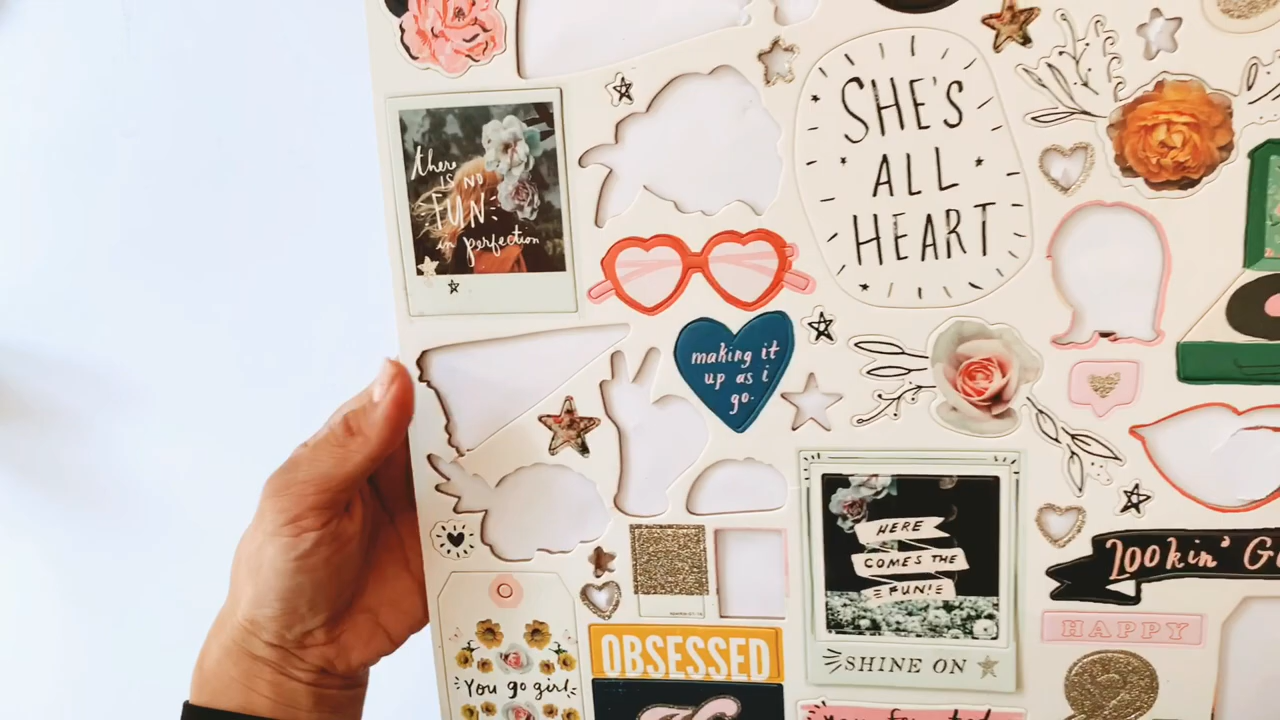 there
IS NO
FUN
in perfection
SHE'S
ALL
HEART
making it
up as i
go.
HERE
COMES THE
FUN!
SHINE ON
lookin' G
HAPPY
OBSESSED
You go girl